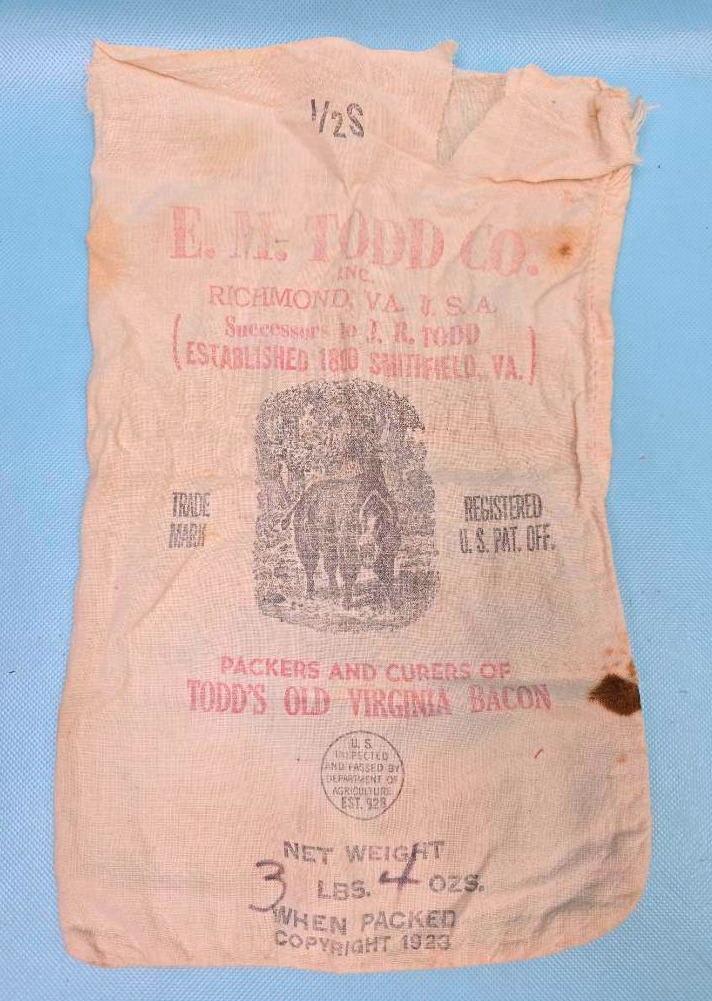 1/2S
E. M. TODD CO.
INC.
RICHMOND, VA. U. S. A.
Successors to J. R. TODD
(ESTABLISHED SMITHFIELD, VA.)
TRADE
MARK
REGISTERED
U. S. PAT. OFF.
PACKERS AND CURERS OF
TODD'S OLD VIRGINIA BACON
U. S.
INSPECTED
AND PASSED BY
DEPARTMENT OF
AGRICULTURE
EST. 928
NET WEIGHT
3 LBS. 4 OZS.
WHEN PACKED
COPYRIGHT 1923